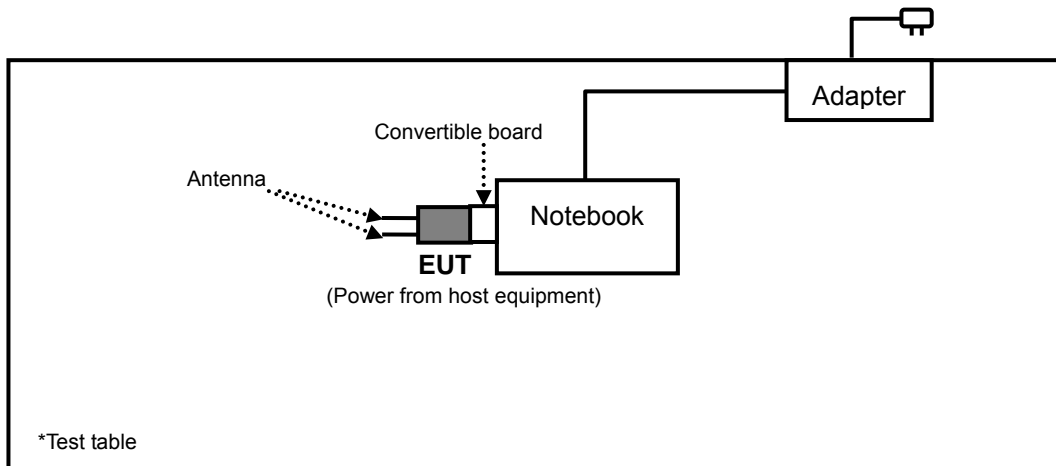 Adapter
Convertible board
Antenna
Notebook
EUT
(Power from host equipment)
*Test table